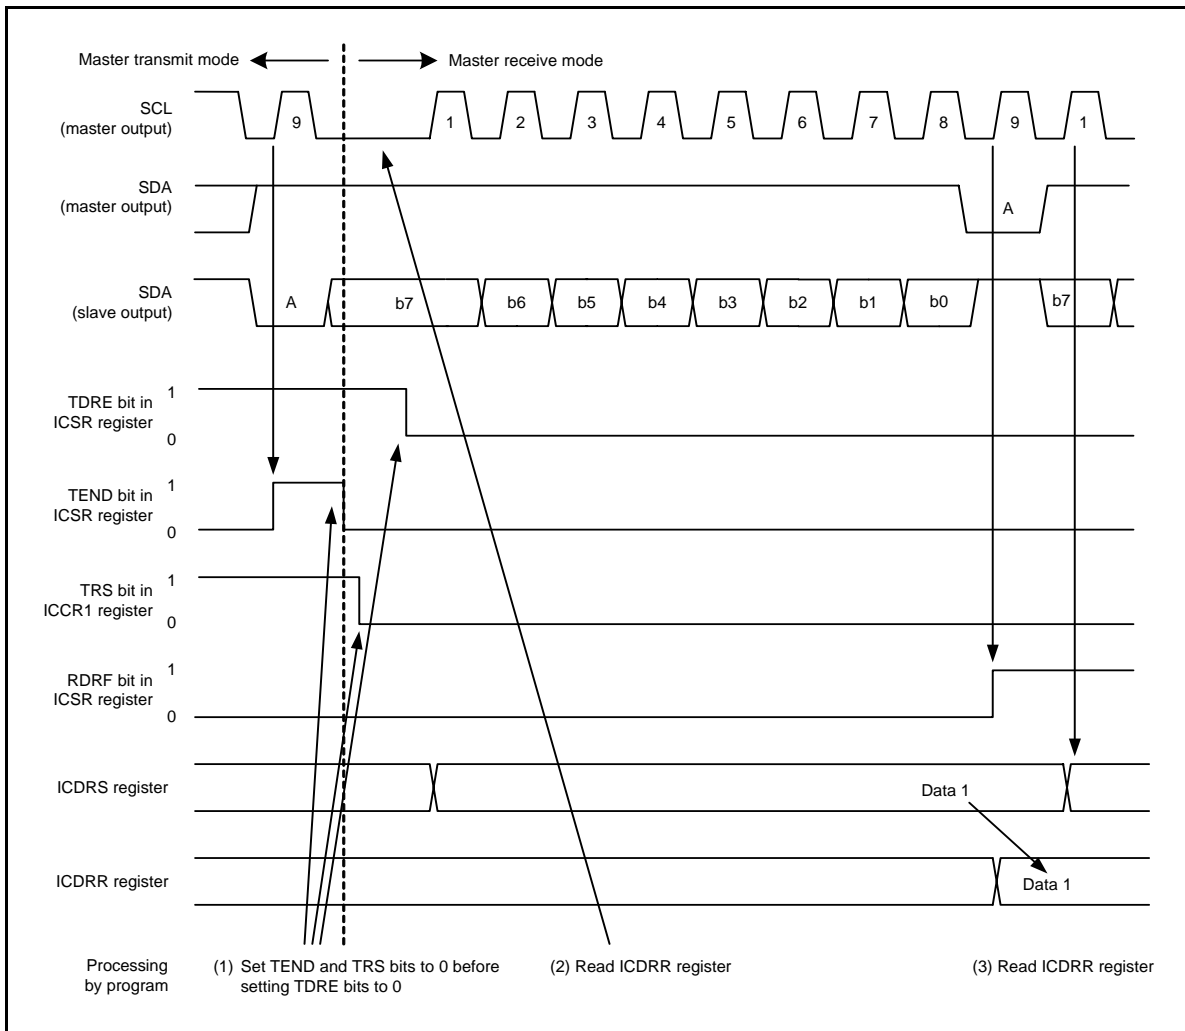 Master transmit mode
Master receive mode
SCL
(master output)
9 1 2 3 4 5 6 7 8 9 1
SDA
(master output)
A
SDA
(slave output)
A b7 b6 b5 b4 b3 b2 b1 b0 b7
TDRE bit in
ICSR register
1
0
TEND bit in
ICSR register
1
0
TRS bit in
ICCR1 register
1
0
RDRF bit in
ICSR register
1
0
ICDRS register
Data 1
ICDRR register
Data 1
Processing
by program
(1) Set TEND and TRS bits to 0 before
setting TDRE bits to 0
(2) Read ICDRR register
(3) Read ICDRR register